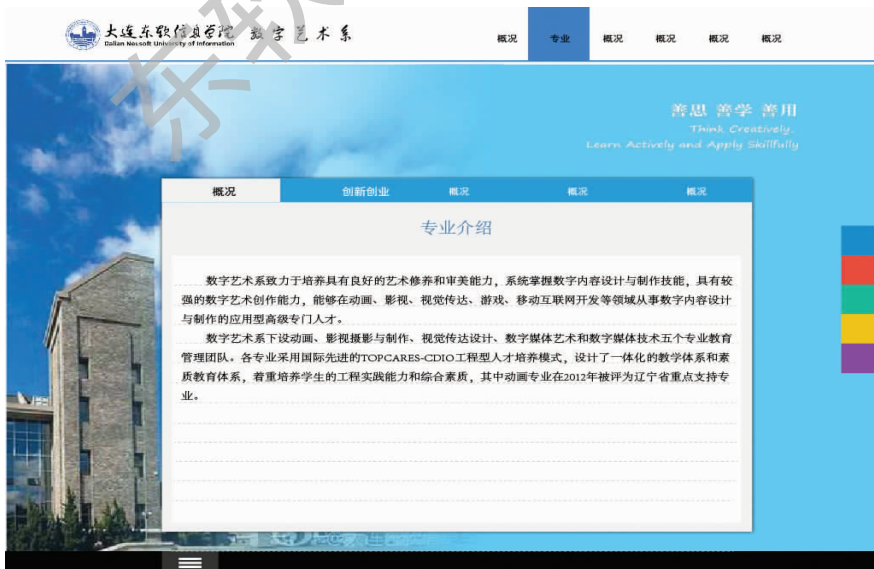 大连东软信息学院 数字艺术系
Dalian Neusoft University of Information
概况 专业 概况 概况 概况 概况
善思 善学 善用
Think Creatively.
Learn Actively and Apply Skillfully
概况 创新创业 概况 概况 概况
专业介绍
数字艺术系致力于培养具有良好的艺术修养和审美能力，系统掌握数字内容设计与制作技能，具有较
强的数字艺术创作能力，能够在动画、影视、视觉传达、游戏、移动互联网开发等领域从事数字内容设计
与制作的应用型高级专门人才。
数字艺术系下设动画、影视摄影与制作、视觉传达设计、数字媒体艺术和数字媒体技术五个专业教育
管理团队。各专业采用国际先进的TOPCARES-CDIO工程型人才培养模式，设计了一体化的教学体系和素
质教育体系，着重培养学生的工程实践能力和综合素质，其中动画专业在2012年被评为辽宁省重点支持专
业。